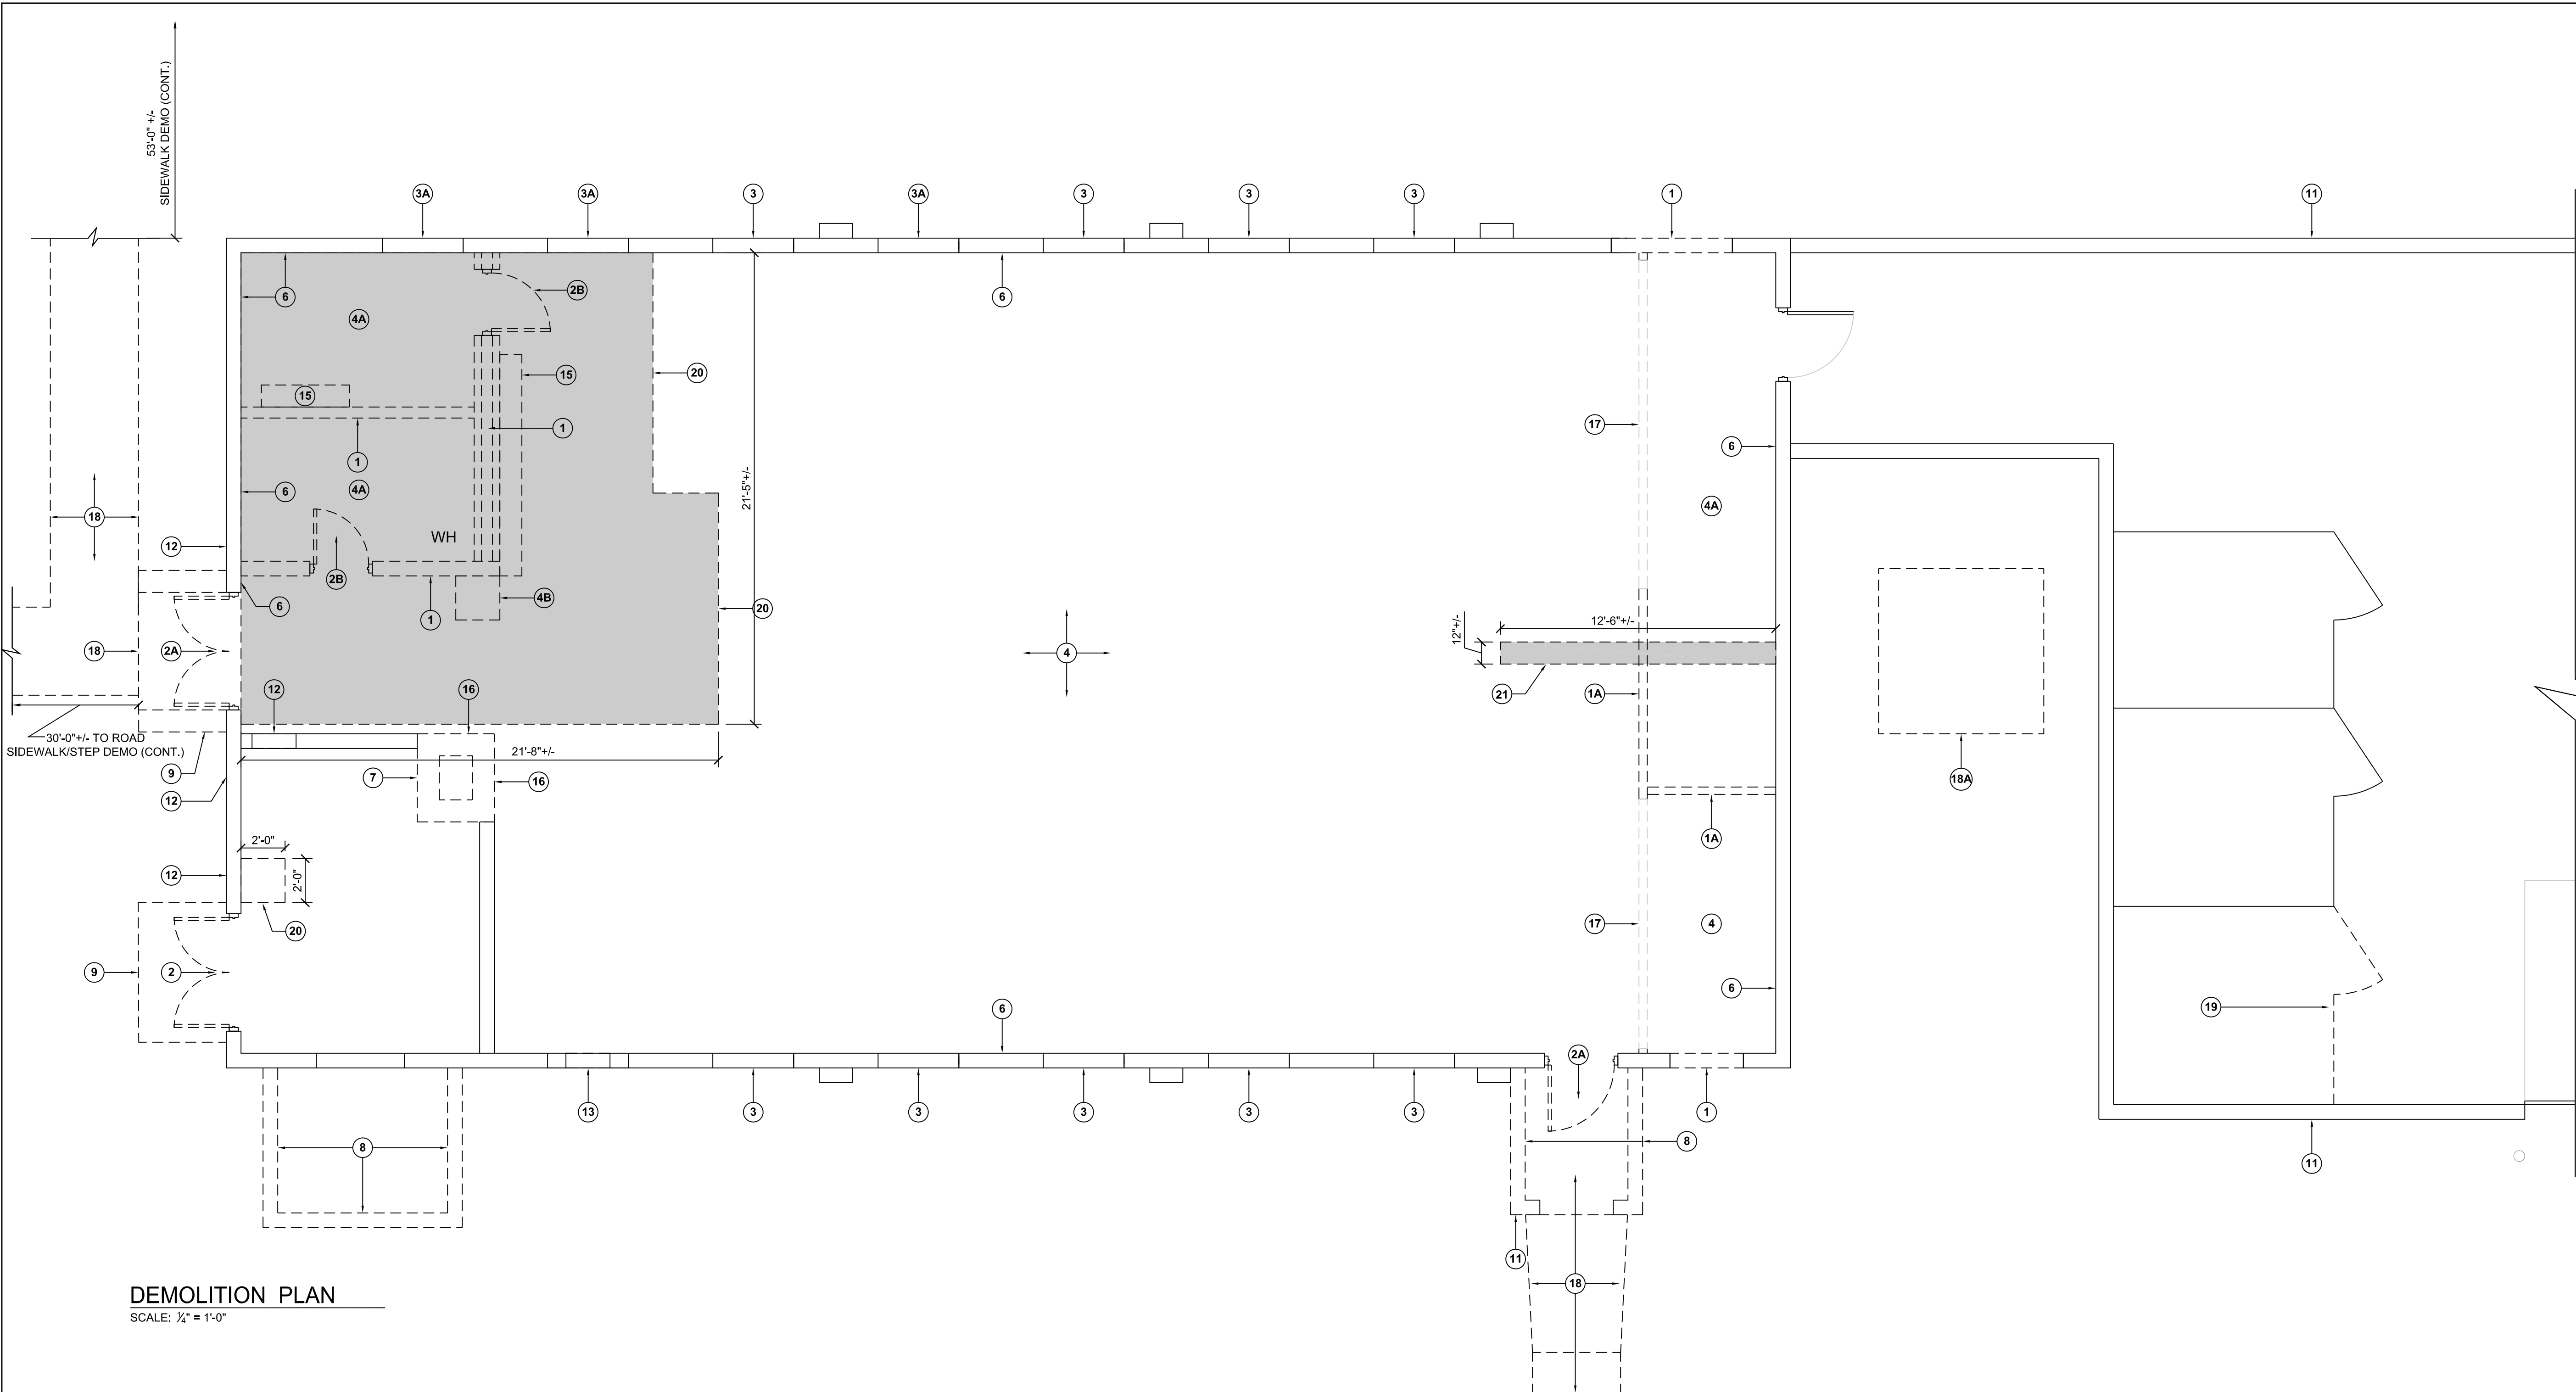 53'-0" +/-
SIDEWALK DEMO (CONT.)
3A
3A
3
3A
3
3
3
1
11
6
2B
6
4A
20
15
15
1
17
6
1
6
4A
21'-5"+/-
4A
18
WH
12
2B
4B
6
1
20
12'-6"+/-
12"+/-
18
2A
4
12
16
21
1A
30'-0"+/- TO ROAD
SIDEWALK/STEP DEMO (CONT.)
21'-8"+/-
9
7
16
18A
12
2'-0"
1A
12
2'-0"
20
17
4
9
2
6
6
19
2A
13
3
3
3
3
3
1
8
8
11
11
18
DEMOLITION PLAN
SCALE: ¼" = 1'-0"